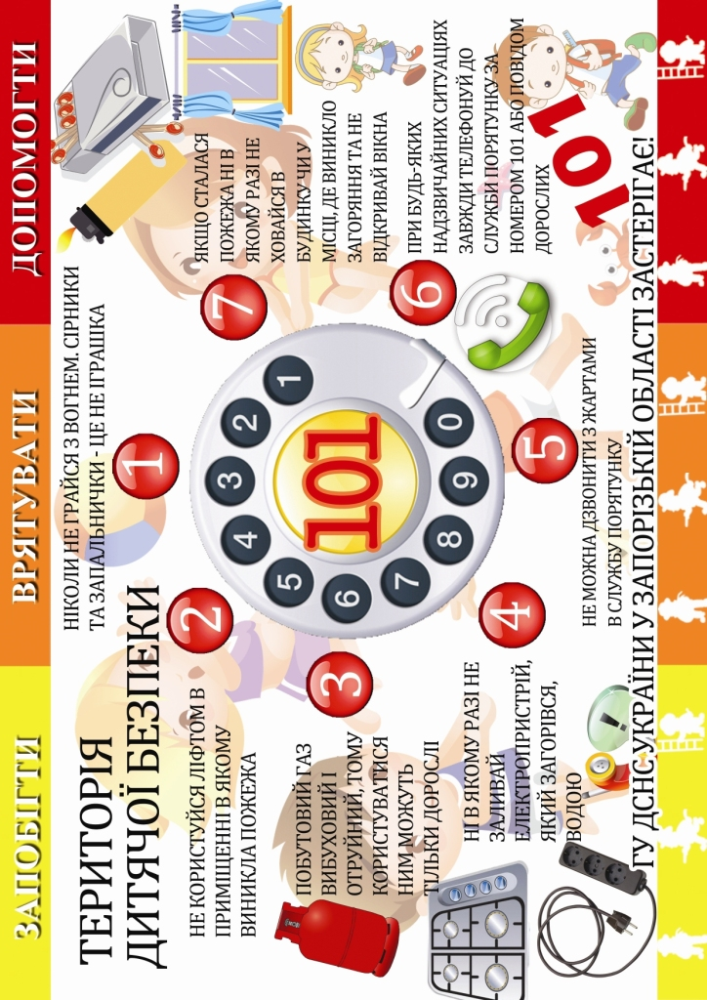 ЗАПОБІГТИ
ВРЯТУВАТИ
ДОПОМОГТИ
ТЕРИТОРІЯ
ДИТЯЧОЇ БЕЗПЕКИ
1
НІКОЛИ НЕ ГРАЙСЯ З ВОГНЕМ. СІРНИКИ
ТА ЗАПАЛЬНИЧКИ - ЦЕ НЕ ІГРАШКА
2
НЕ КОРИСТУЙСЯ ЛІФТОМ В
ПРИМІЩЕННІ В ЯКОМУ
ВИНИКЛА ПОЖЕЖА
3
ПОБУТОВИЙ ГАЗ
ВИБУХОВИЙ І
ОТРУЙНИЙ, ТОМУ
КОРИСТУВАТИСЯ
НИМ МОЖУТЬ
ТІЛЬКИ ДОРОСЛІ
4
НІ В ЯКОМУ РАЗІ НЕ
ЗАЛИВАЙ
ЕЛЕКТРОПРИСТРІЙ,
ЯКИЙ ЗАГОРІВСЯ,
ВОДОЮ
5
НЕ МОЖНА ДЗВОНИТИ З ЖАРТАМИ
В СЛУЖБУ ПОРЯТУНКУ
6
ПРИ БУДЬ-ЯКИХ
НАДЗВИЧАЙНИХ СИТУАЦІЯХ
ЗАВЖДИ ТЕЛЕФОНУЙ ДО
СЛУЖБИ ПОРЯТУНКУ ЗА
НОМЕРОМ 101 АБО ПОВІДОМ
ДОРОСЛИХ
7
ЯКЩО СТАЛАСЯ
ПОЖЕЖА НІ В
ЯКОМУ РАЗІ НЕ
ХОВАЙСЯ В
БУДИНКУ ЧИ У
МІСЦІ, ДЕ ВИНИКЛО
ЗАГОРЯННЯ ТА НЕ
ВІДКРИВАЙ ВІКНА
1
2
3
4
5
6
7
8
9
0
101
101
!
ГУ ДСНС УКРАЇНИ У ЗАПОРІЗЬКІЙ ОБЛАСТІ ЗАСТЕРІГАЄ!